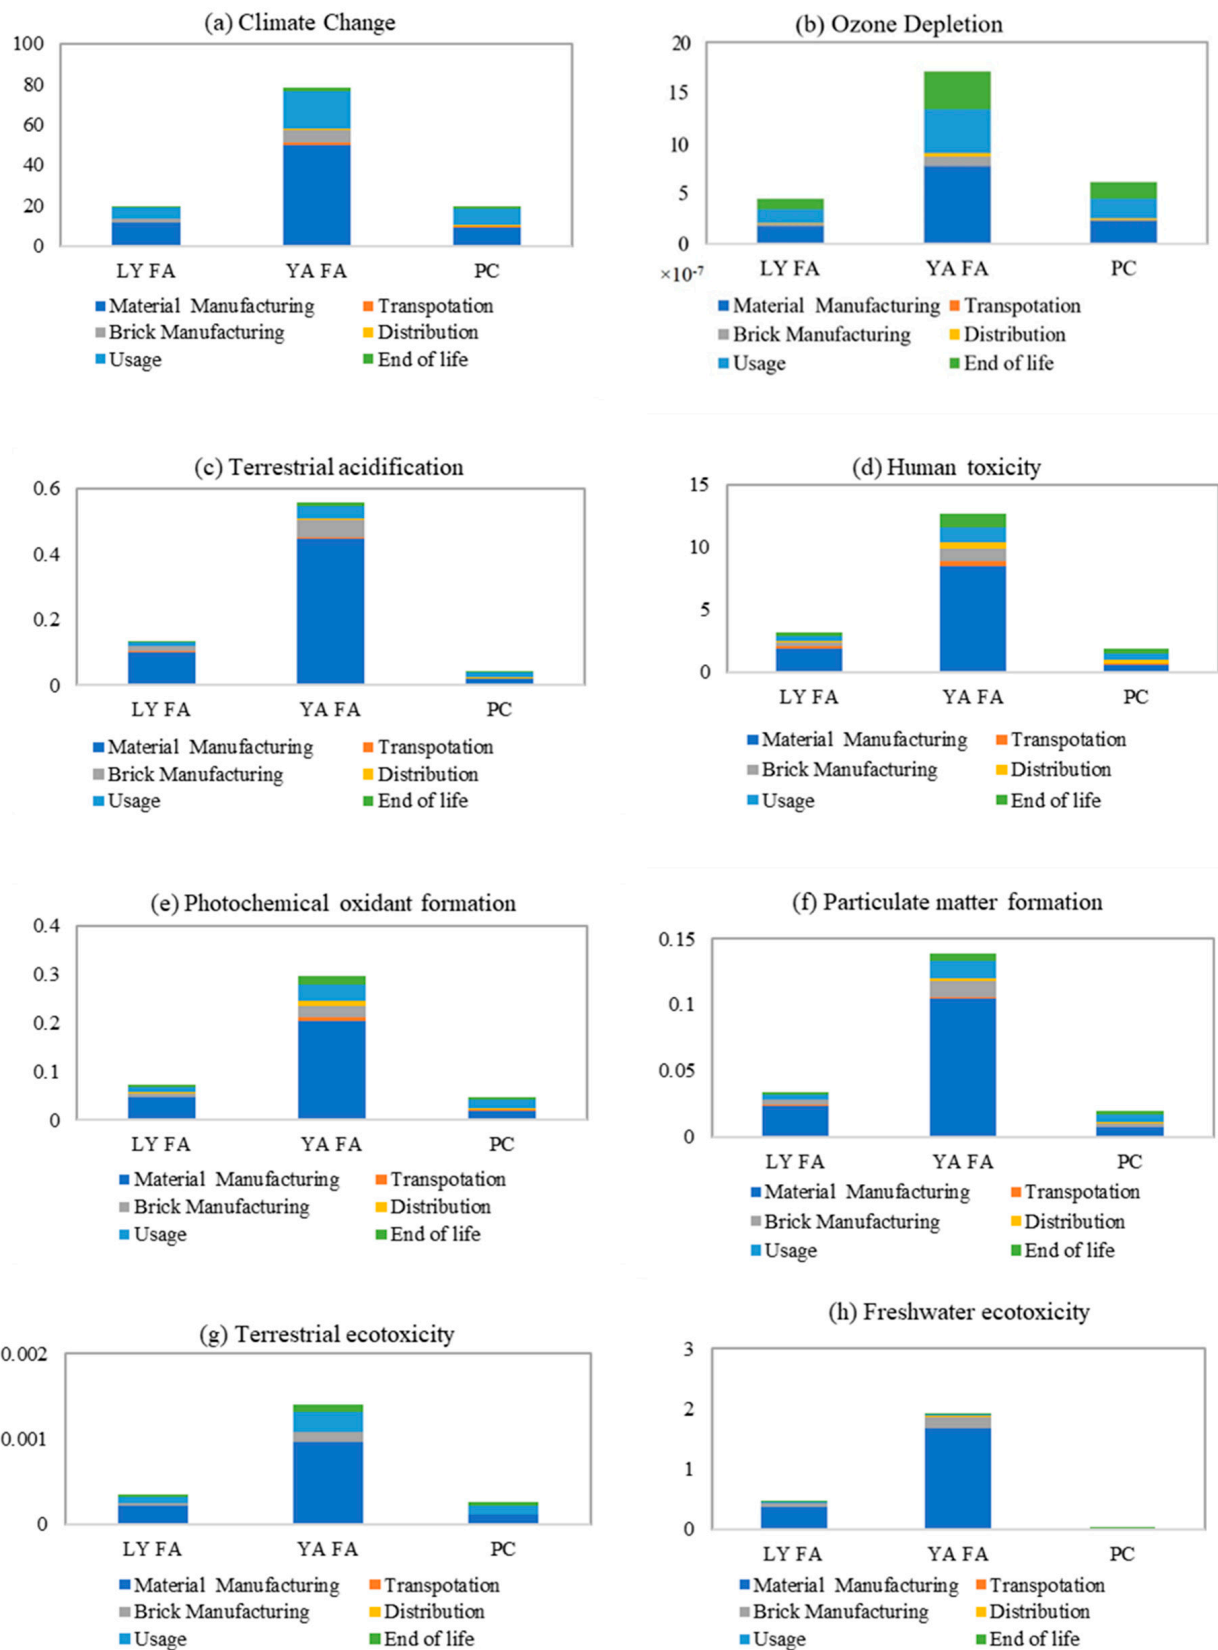 (a) Climate Change
100
80
60
40
20
0
LY FA YA FA PC
Material Manufacturing Transpotation
Brick Manufacturing Distribution
Usage End of life
(b) Ozone Depletion
20
15
10
5
0
×10-7 LY FA YA FA PC
Material Manufacturing Transpotation
Brick Manufacturing Distribution
Usage End of life
(c) Terrestrial acidification
0.6
0.4
0.2
0
LY FA YA FA PC
Material Manufacturing Transpotation
Brick Manufacturing Distribution
Usage End of life
(d) Human toxicity
15
10
5
0
LY FA YA FA PC
Material Manufacturing Transpotation
Brick Manufacturing Distribution
Usage End of life
(e) Photochemical oxidant formation
0.4
0.3
0.2
0.1
0
LY FA YA FA PC
Material Manufacturing Transpotation
Brick Manufacturing Distribution
Usage End of life
(f) Particulate matter formation
0.15
0.1
0.05
0
LY FA YA FA PC
Material Manufacturing Transpotation
Brick Manufacturing Distribution
Usage End of life
(g) Terrestrial ecotoxicity
0.002
0.001
0
LY FA YA FA PC
Material Manufacturing Transpotation
Brick Manufacturing Distribution
Usage End of life
(h) Freshwater ecotoxicity
3
2
1
0
LY FA YA FA PC
Material Manufacturing Transpotation
Brick Manufacturing Distribution
Usage End of life